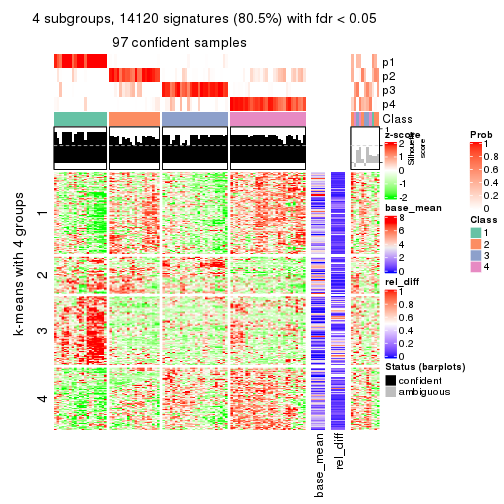 4 subgroups, 14120 signatures (80.5%) with fdr < 0.05
97 confident samples
p1
p2
p3
p4
Class
1
Silhouette
score
k-means with 4 groups
1
2
3
4
base_mean
rel_diff
z-score
2
1
0
-1
-2
base_mean
8
6
4
2
0
rel_diff
1
0.8
0.6
0.4
0.2
0
Status (barplots)
confident
ambiguous
Prob
1
0.8
0.6
0.4
0.2
0
Class
1
2
3
4